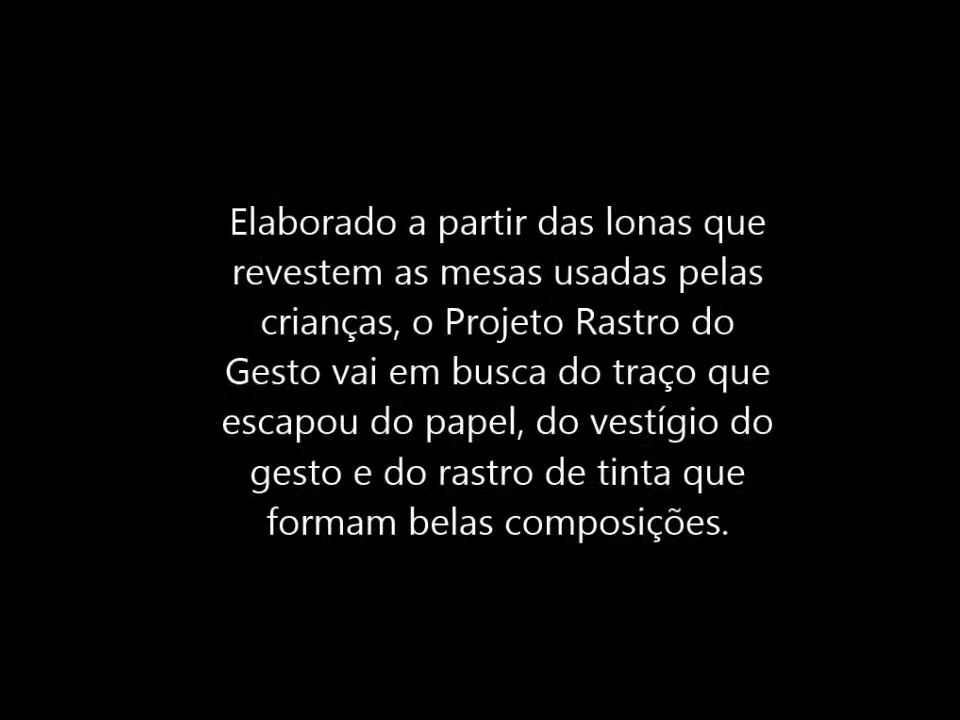 Elaborado a partir das lonas que
revestem as mesas usadas pelas
crianças, o Projeto Rastro do
Gesto vai em busca do traço que
escapou do papel, do vestígio do
gesto e do rastro de tinta que
formam belas composições.